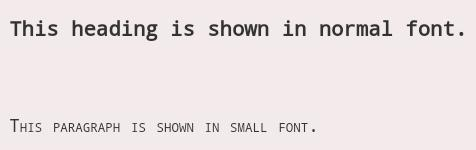 This heading is shown in normal font.
This paragraph is shown in small font.